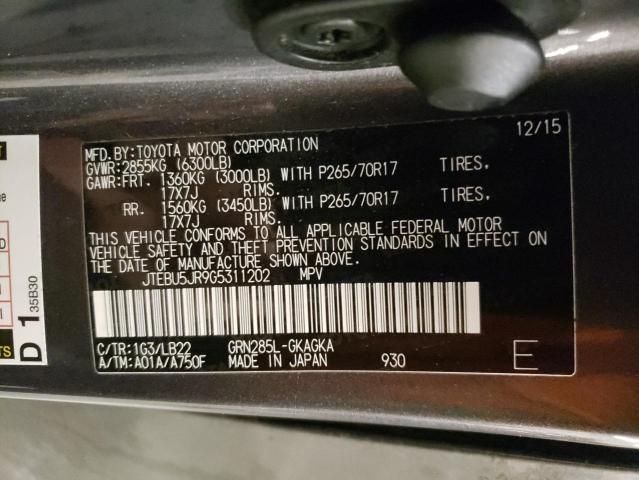 12/15
MFD.BY:TOYOTA MOTOR CORPORATION
GVWR:2855KG (6300LB)
GAWR:FRT. 1360KG (3000LB) WITH P265/70R17 TIRES.
17X7J RIMS.
RR. 1560KG (3450LB) WITH P265/70R17 TIRES.
17X7J RIMS.
THIS VEHICLE CONFORMS TO ALL APPLICABLE FEDERAL MOTOR
VEHICLE SAFETY AND THEFT PREVENTION STANDARDS IN EFFECT ON
THE DATE OF MANUFACTURE SHOWN ABOVE.
JTEBU5JR9G5311202 MPV
C/TR:1G3/LB22 GRN285L-GKAGKA
A/TM:A01A/A750F MADE IN JAPAN 930 E
D 1 35B30